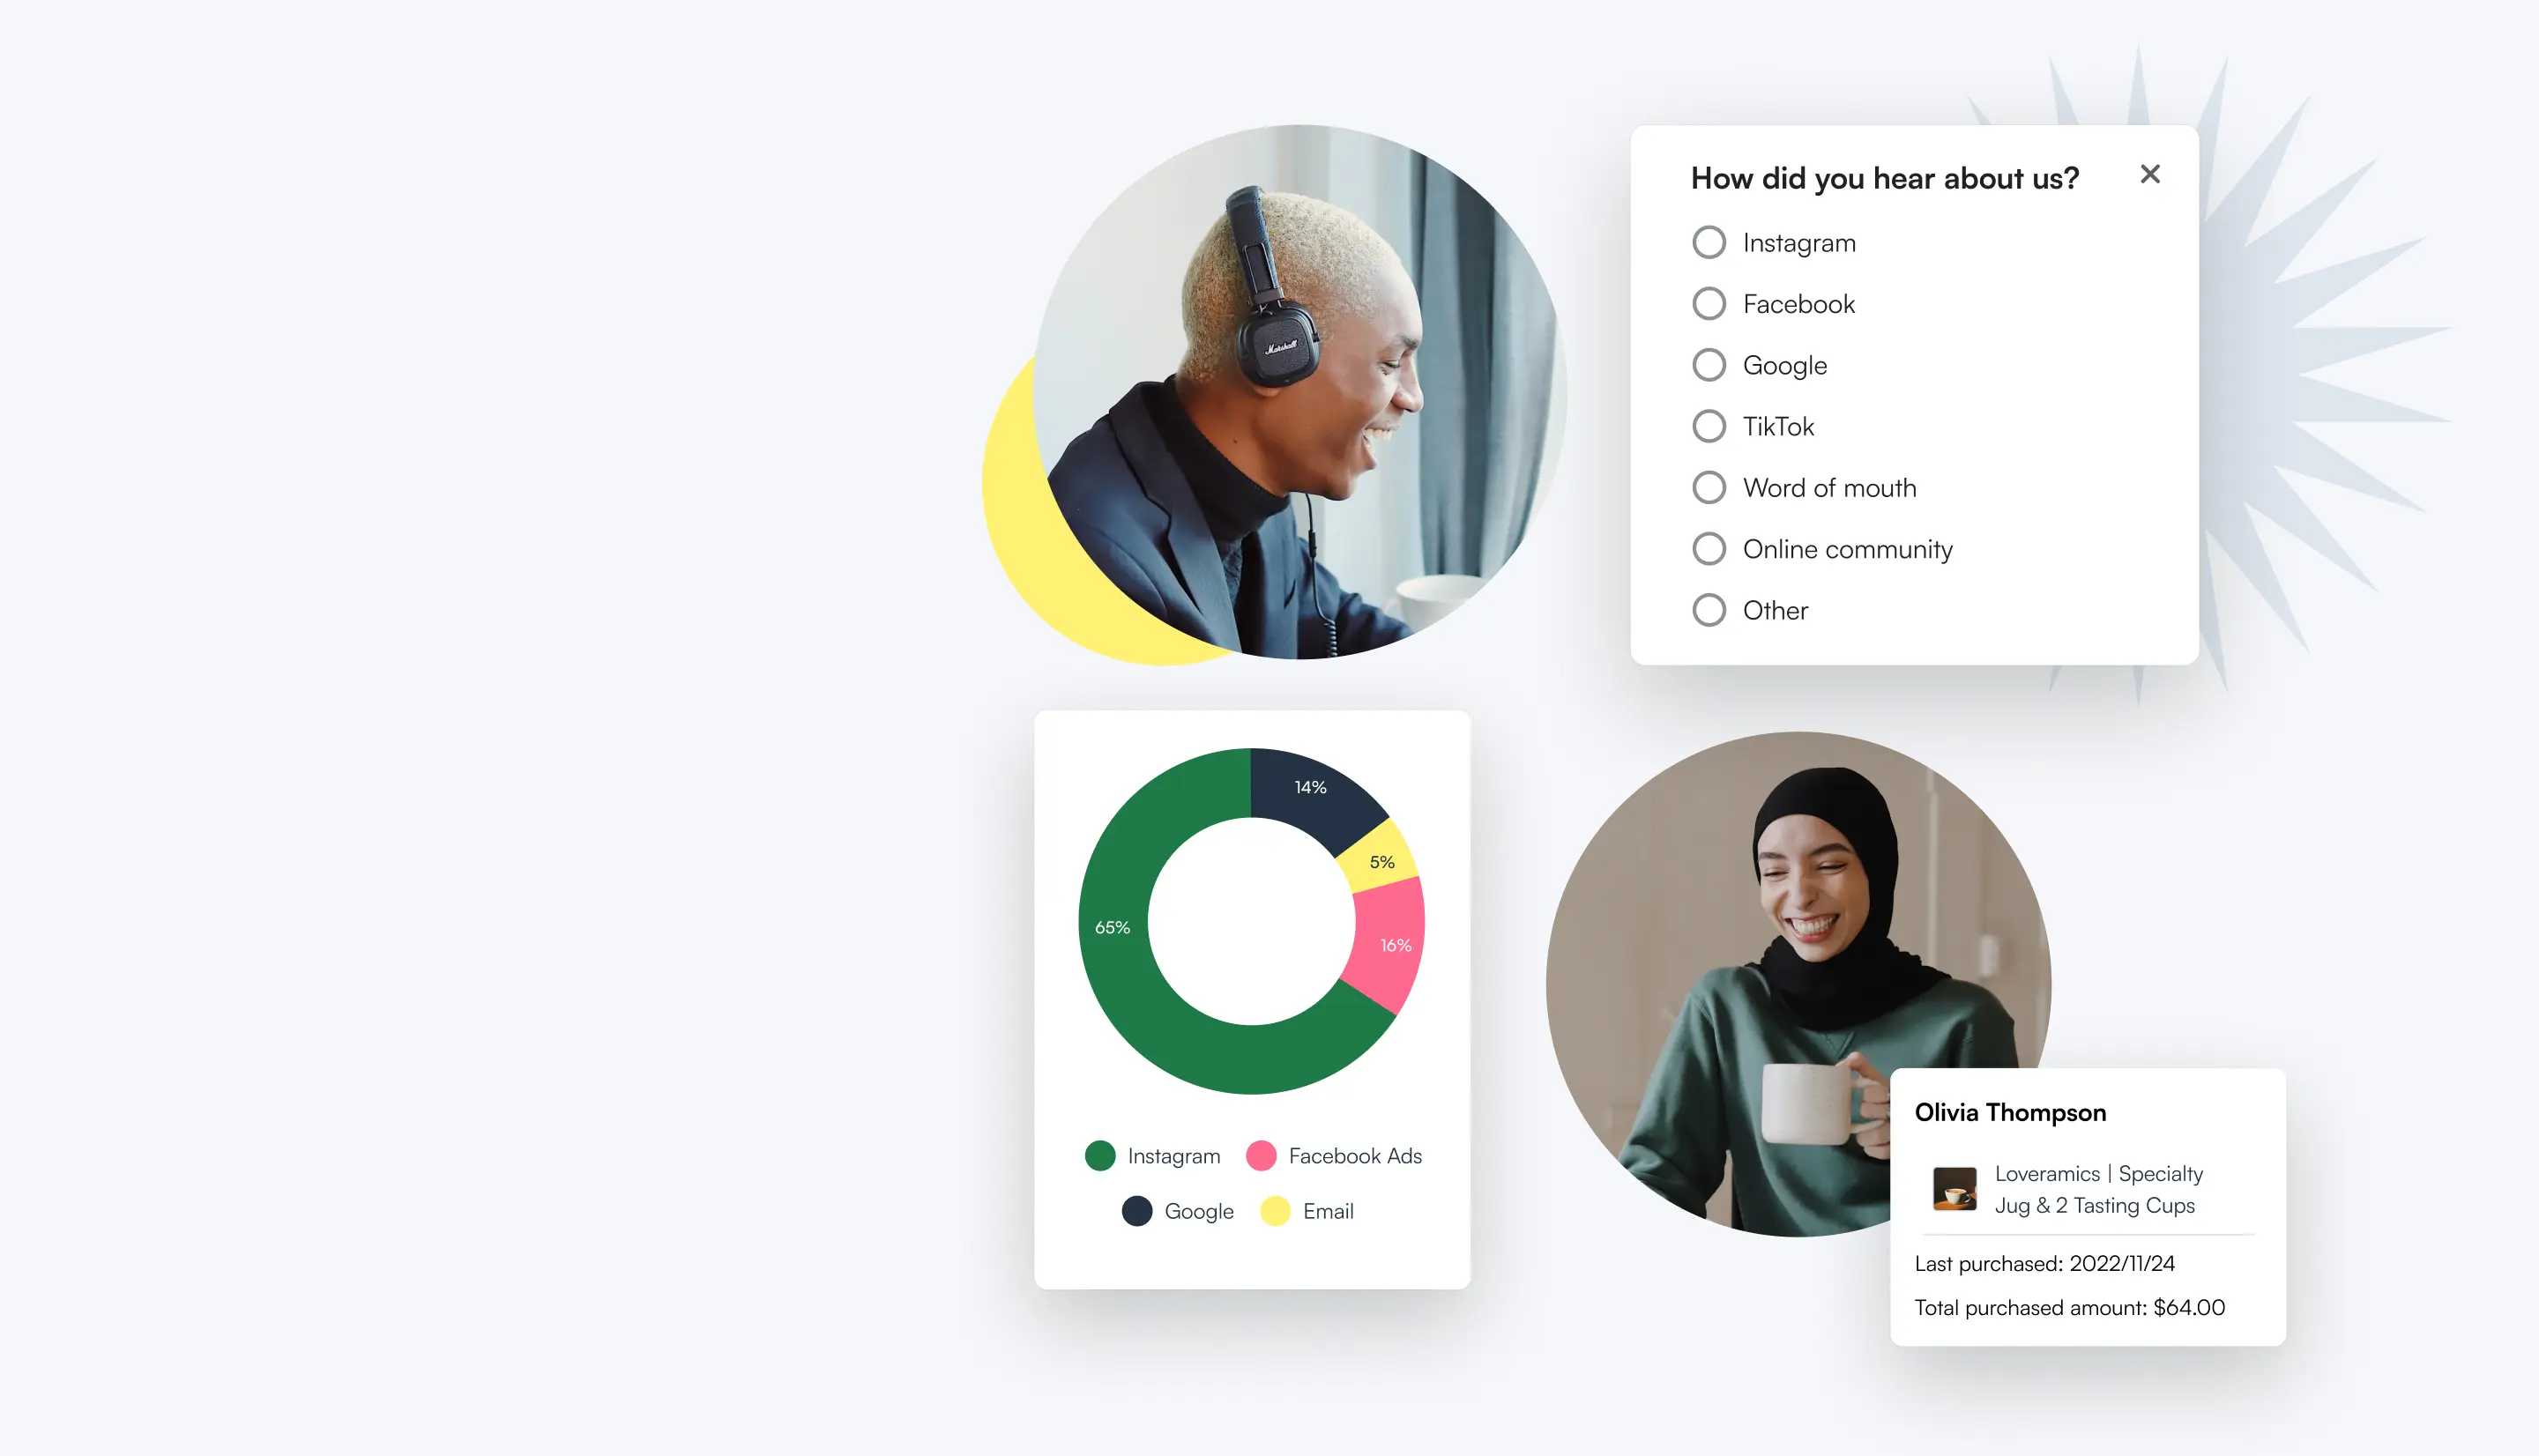 Marshall
How did you hear about us?
Instagram
Facebook
Google
TikTok
Word of mouth
Online community
Other
14%
5%
65%
16%
Instagram
Facebook Ads
Google
Email
Olivia Thompson
Loveramics | Specialty
Jug & 2 Tasting Cups
Last purchased: 2022/11/24
Total purchased amount: $64.00